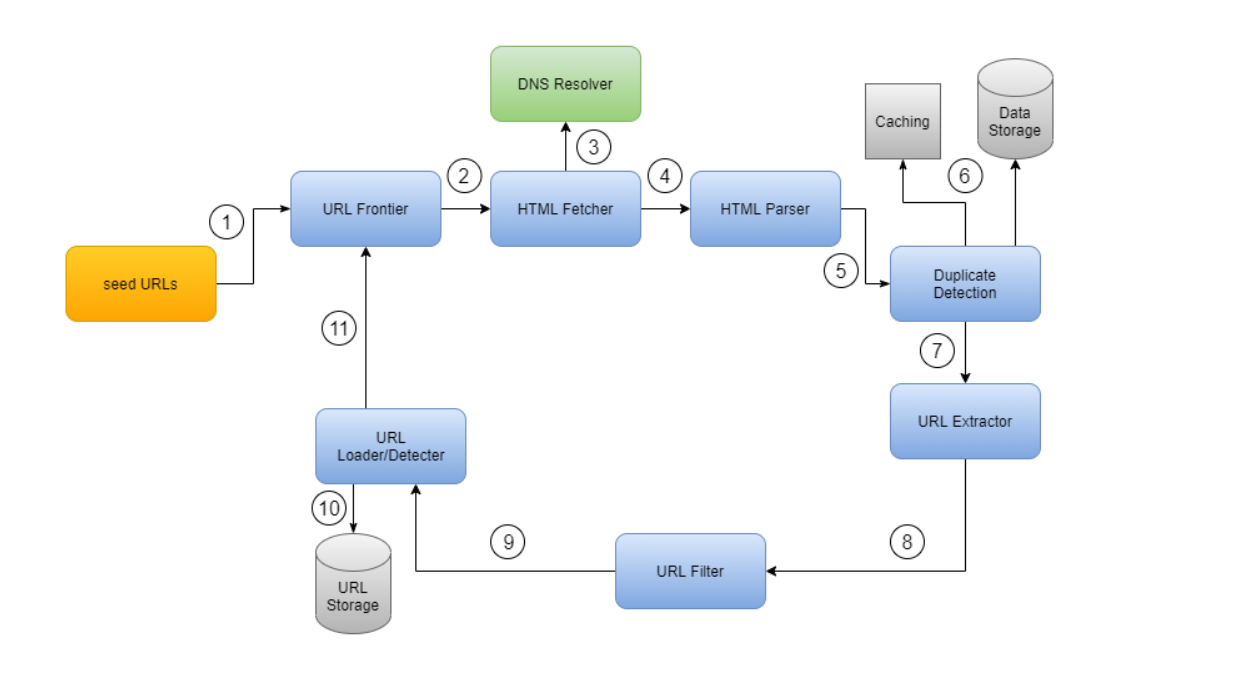 DNS Resolver
Caching
Data
Storage
3
2
4
6
1
URL Frontier
HTML Fetcher
HTML Parser
seed URLs
5
Duplicate
Detection
11
7
URL
Loader/Detecter
URL Extractor
10
9
8
URL Filter
URL
Storage